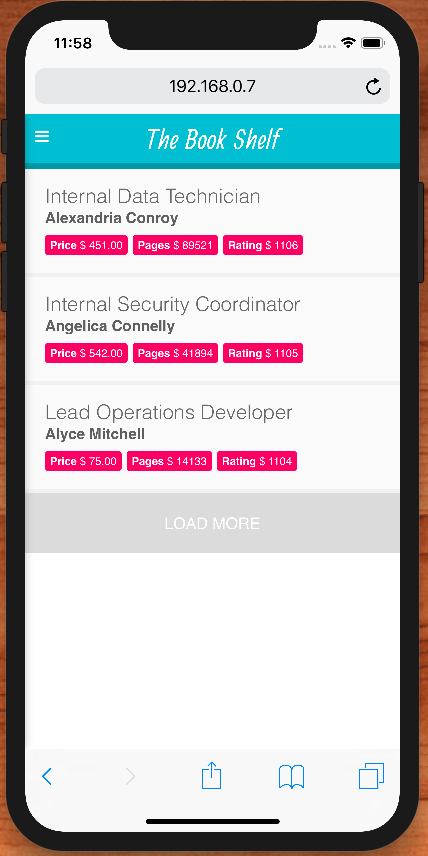 11:58
192.168.0.7
The Book Shelf
Internal Data Technician
Alexandria Conroy
Price $ 451.00 Pages $ 89521 Rating $ 1106
Internal Security Coordinator
Angelica Connelly
Price $ 542.00 Pages $ 41894 Rating $ 1105
Lead Operations Developer
Alyce Mitchell
Price $ 75.00 Pages $ 14133 Rating $ 1104
LOAD MORE